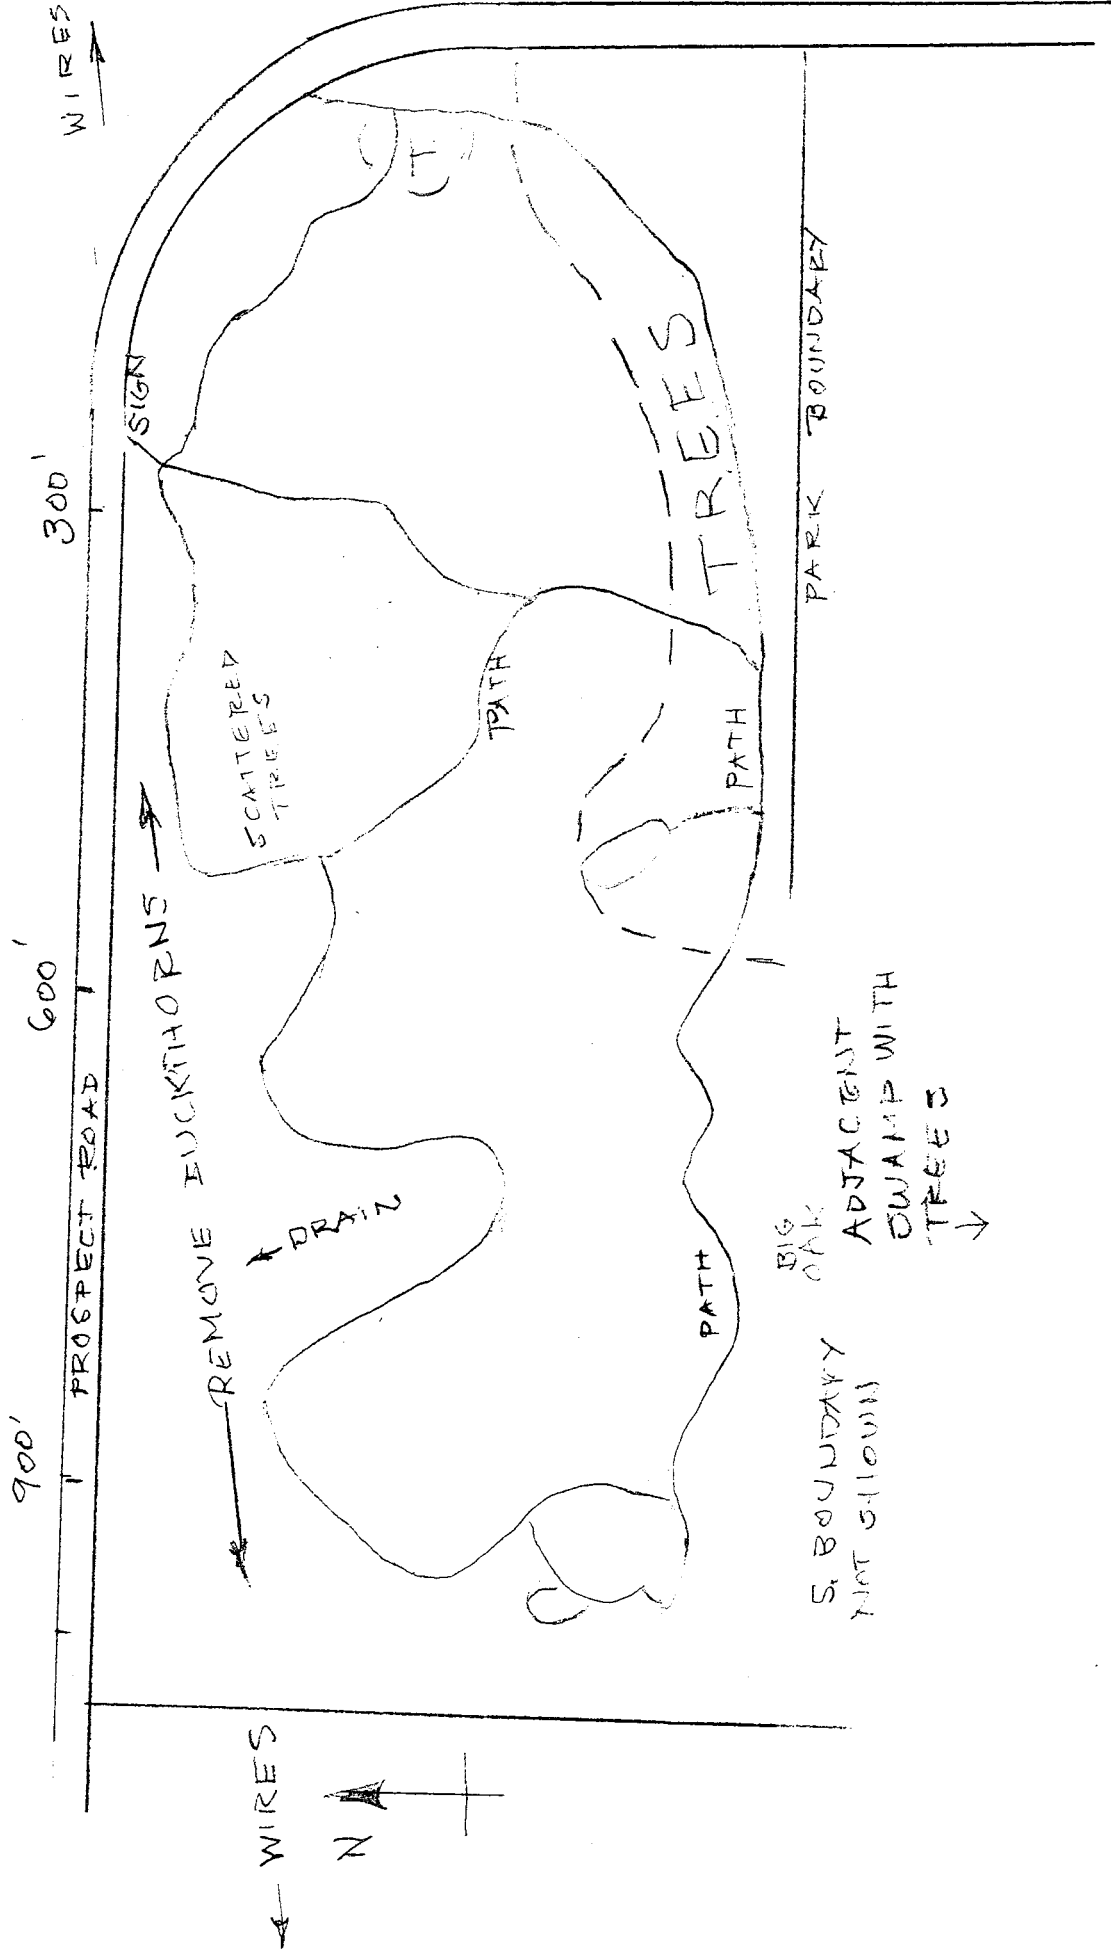 WIRES
900'
600'
300'
PROSPECT ROAD
SIGN
WIRES
N
REMOVE BUCKTHORNS
DRAIN
SCATTERED
TREES
(T
PATH
TREES
PATH
PATH
PARK BOUNDARY
BIG
OAK
S. BOUNDARY
NOT SHOWN
ADJACENT
SWAMP WITH
TREES